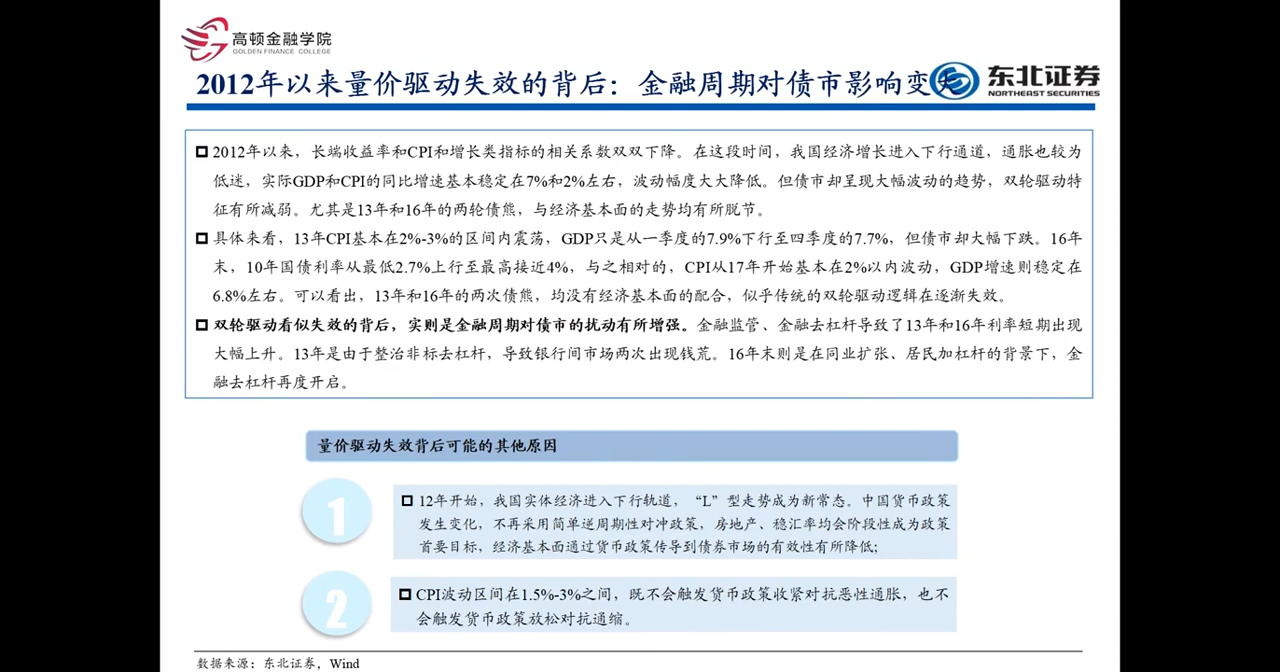 高顿金融学院
GOLDEN FINANCE COLLEGE
2012年以来量价驱动失效的背后：金融周期对债市影响变大
东北证券
NORTHEAST SECURITIES
2012年以来，长端收益率和CPI和增长类指标的相关系数双双下降。在这段时间，我国经济增长进入下行通道，通胀也较为
低迷，实际GDP和CPI的同比增速基本稳定在7%和2%左右，波动幅度大大降低。但债市却呈现大幅波动的趋势，双轮驱动特
征有所减弱。尤其是13年和16年的两轮债熊，与经济基本面的走势均有所脱节。
具体来看，13年CPI基本在2%-3%的区间内震荡，GDP只是从一季度的7.9%下行至四季度的7.7%，但债市却大幅下跌。16年
末，10年国债利率从最低2.7%上行至最高接近4%，与之相对的，CPI从17年开始基本在2%以内波动，GDP增速则稳定在
6.8%左右。可以看出，13年和16年的两次债熊，均没有经济基本面的配合，似乎传统的双轮驱动逻辑在逐渐失效。
双轮驱动看似失效的背后，实则是金融周期对债市的扰动有所增强。金融监管、金融去杠杆导致了13年和16年利率短期出现
大幅上升。13年是由于整治非标去杠杆，导致银行间市场两次出现钱荒。16年末则是在同业扩张、居民加杠杆的背景下，金
融去杠杆再度开启。
量价驱动失效背后可能的其他原因
1
12年开始，我国实体经济进入下行轨道，“L”型走势成为新常态。中国货币政策
发生变化，不再采用简单逆周期性对冲政策，房地产、稳汇率均会阶段性成为政策
首要目标，经济基本面通过货币政策传导到债券市场的有效性有所降低；
2
CPI波动区间在1.5%-3%之间，既不会触发货币政策收紧对抗恶性通胀，也不
会触发货币政策放松对抗通缩。
数据来源：东北证券，Wind